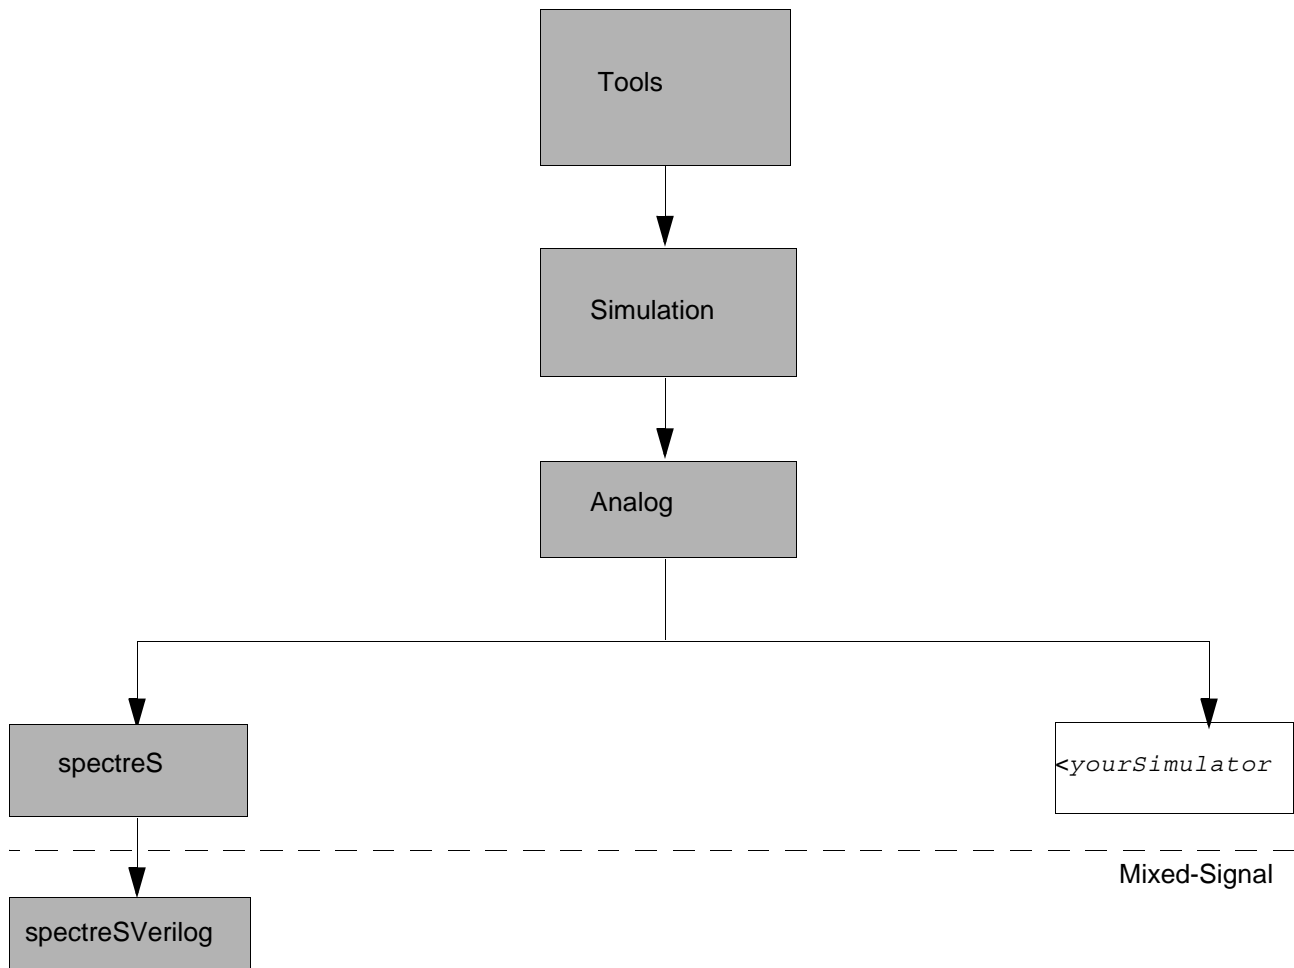 Tools
Simulation
Analog
spectreS
<yourSimulator
Mixed-Signal
spectreSVerilog